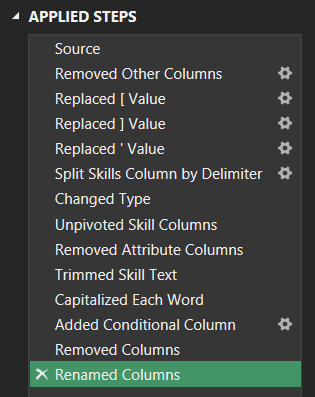 APPLIED STEPS
Source
Removed Other Columns
Replaced [ Value
Replaced ] Value
Replaced ' Value
Split Skills Column by Delimiter
Changed Type
Unpivoted Skill Columns
Removed Attribute Columns
Trimmed Skill Text
Capitalized Each Word
Added Conditional Column
Removed Columns
Renamed Columns